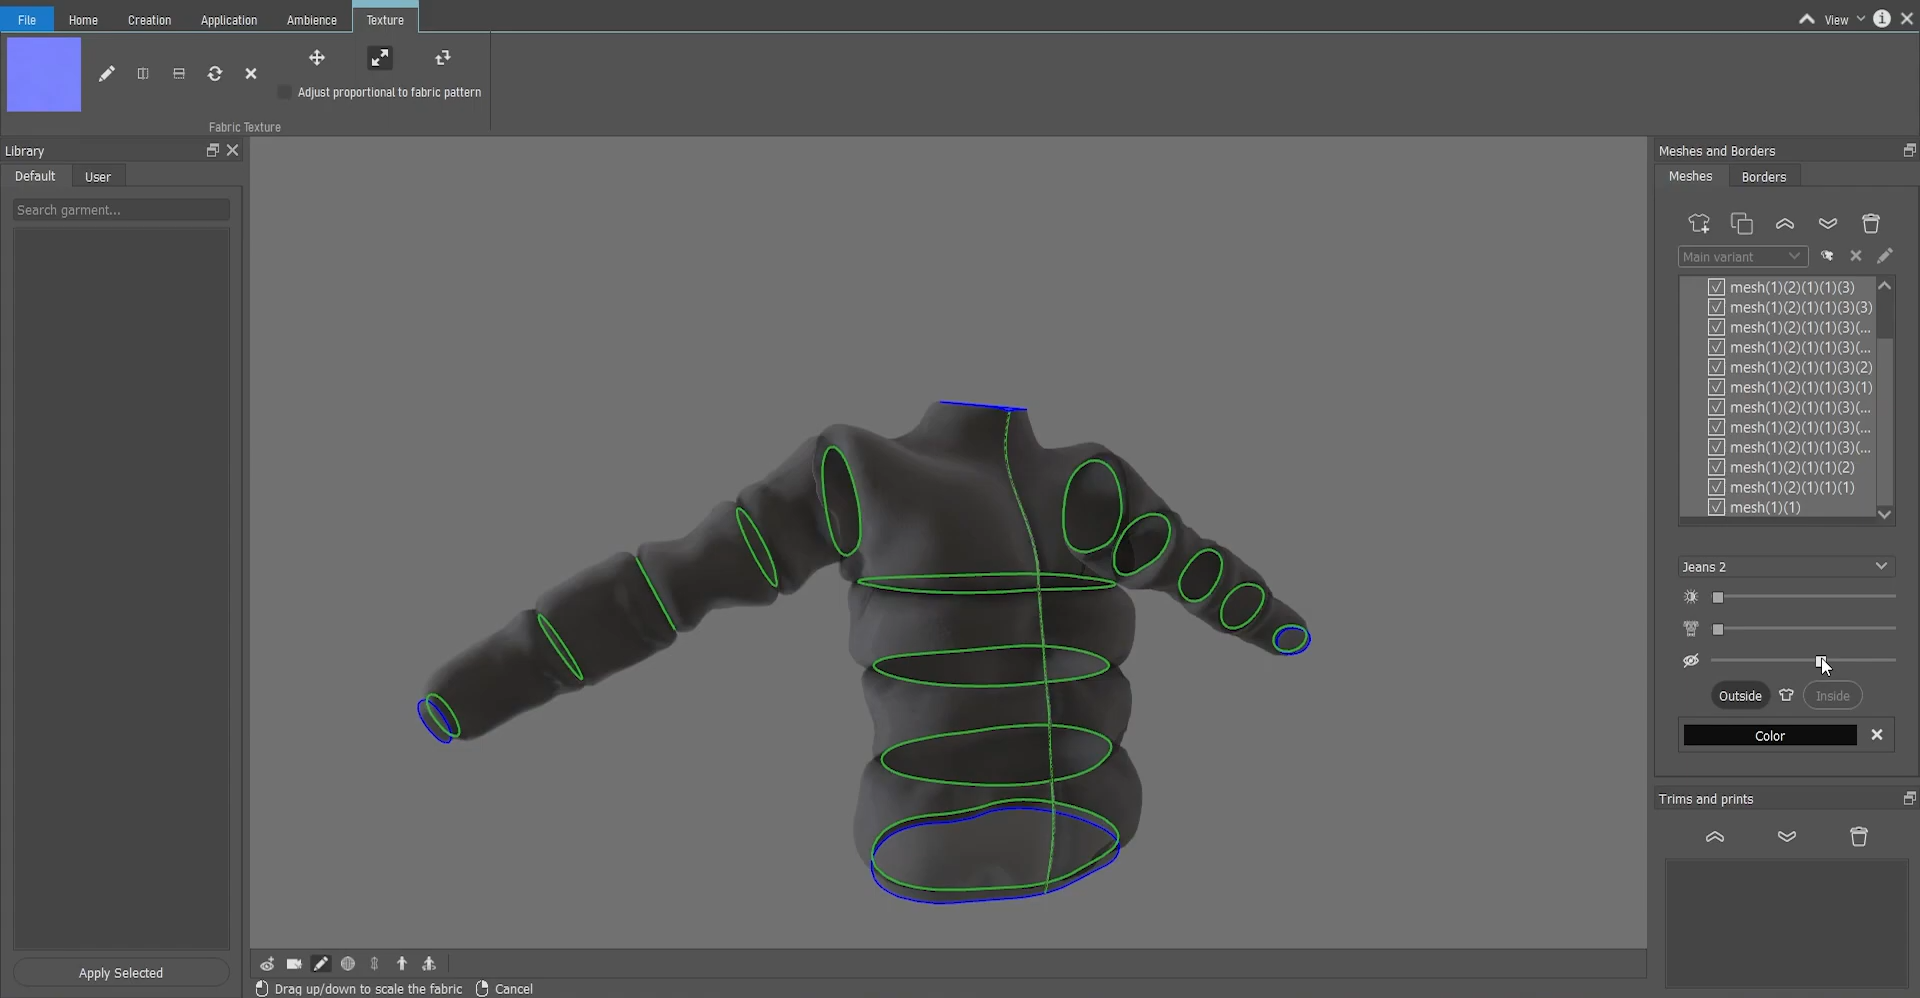 File Home Creation Application Ambience Texture View
Adjust proportional to fabric pattern
Fabric Texture
Library
Default User
Search garment...
Apply Selected
Drag up/down to scale the fabric Cancel
Meshes and Borders
Meshes Borders
Main variant
mesh(1)(2)(1)(1)(3)
mesh(1)(2)(1)(1)(3)(3)
mesh(1)(2)(1)(1)(3)(...
mesh(1)(2)(1)(1)(3)(...
mesh(1)(2)(1)(1)(3)(2)
mesh(1)(2)(1)(1)(3)(1)
mesh(1)(2)(1)(1)(3)(...
mesh(1)(2)(1)(1)(3)(...
mesh(1)(2)(1)(1)(3)(...
mesh(1)(2)(1)(1)(2)
mesh(1)(2)(1)(1)(1)
mesh(1)(1)
Jeans 2
Outside Inside
Color
Trims and prints